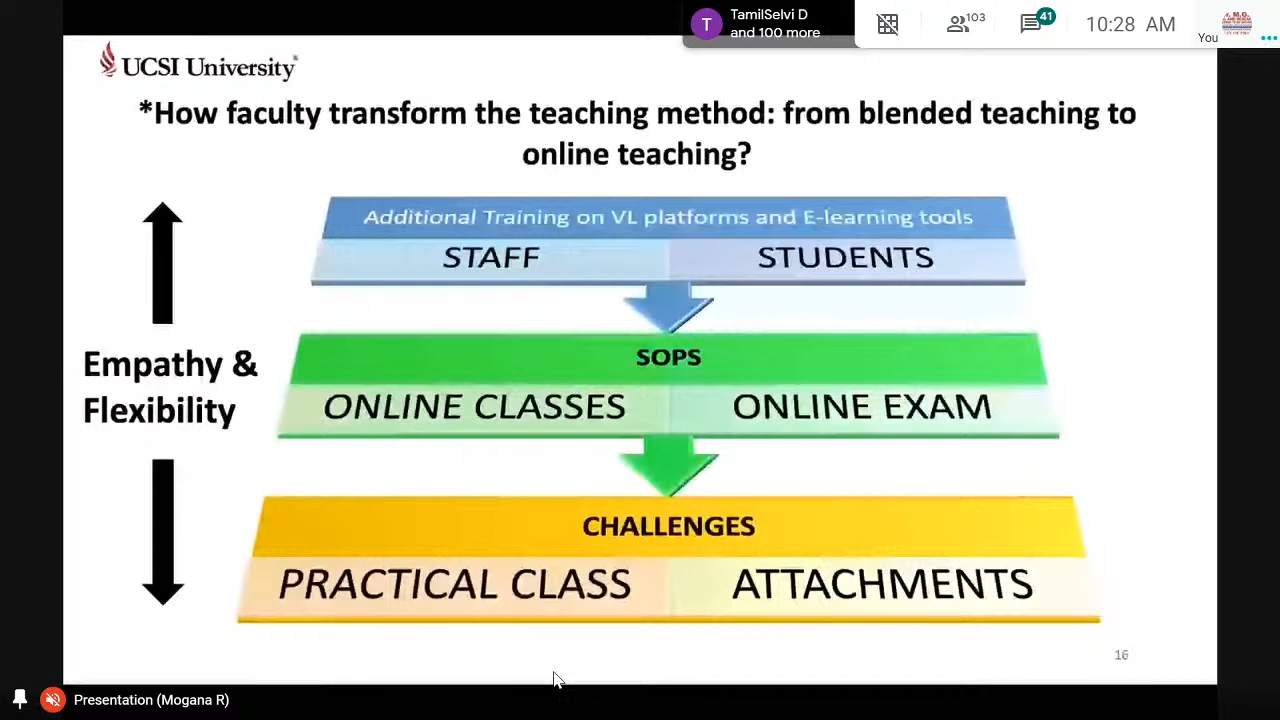 TamilSelvi D
and 100 more
T
103
41
10:28 AM
You
UCSI University
*How faculty transform the teaching method: from blended teaching to
online teaching?
Additional Training on VL platforms and E-learning tools
STAFF
STUDENTS
SOPS
Empathy &
Flexibility
ONLINE CLASSES
ONLINE EXAM
CHALLENGES
PRACTICAL CLASS
ATTACHMENTS
16
Presentation (Mogana R)